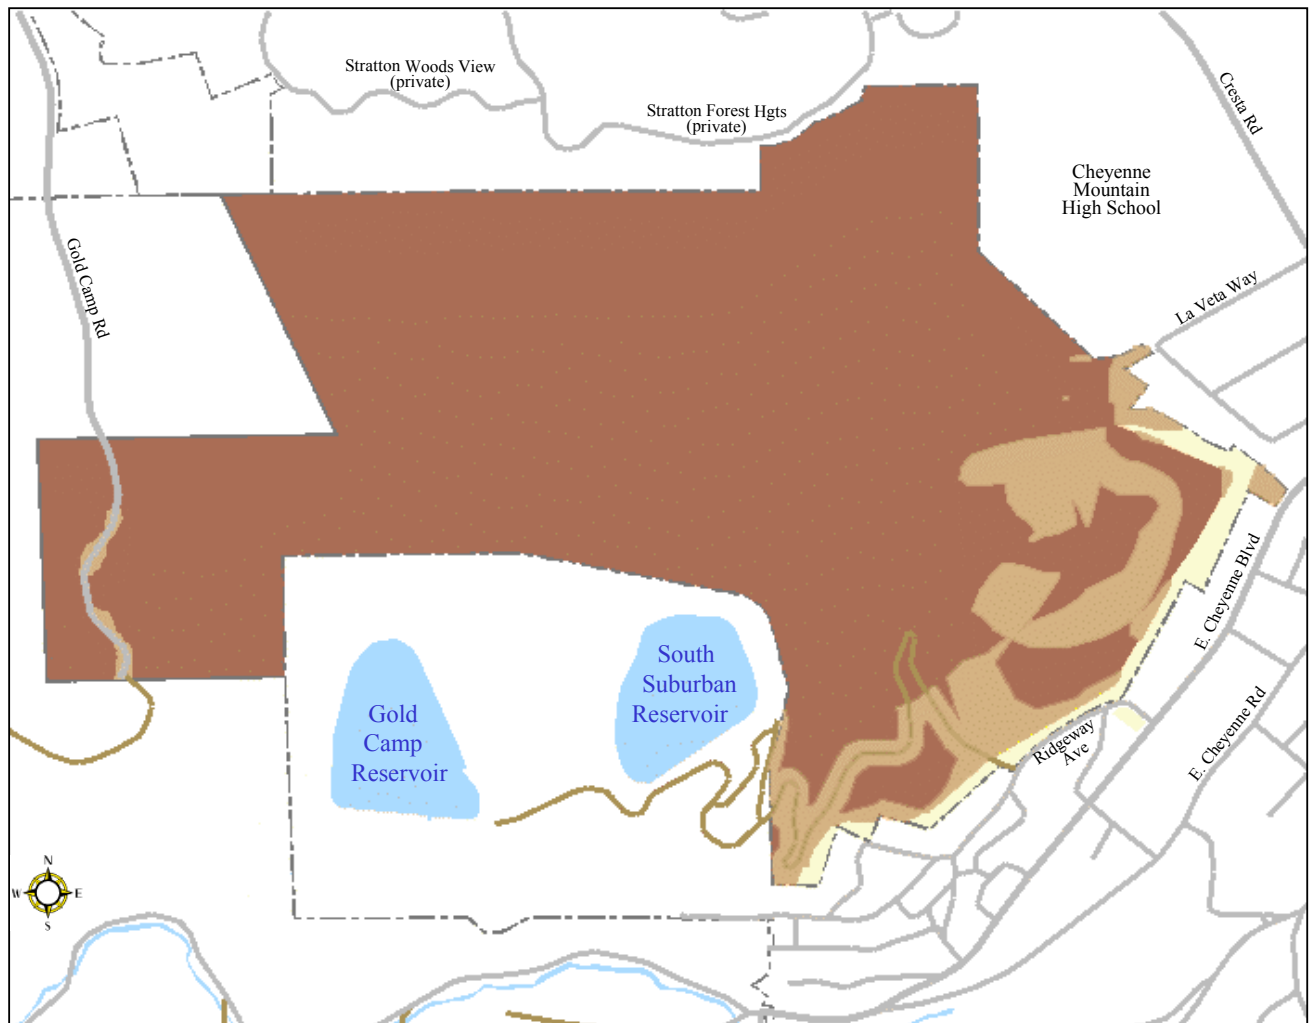 Stratton Woods View
(private)
Stratton Forest Hgts
(private)
Cresta Rd
Cheyenne
Mountain
High School
Gold Camp Rd
La Veta Way
E. Cheyenne Blvd
South
Suburban
Reservoir
Gold
Camp
Reservoir
Ridgeway
Ave
E. Cheyenne Rd
N
W
E
S